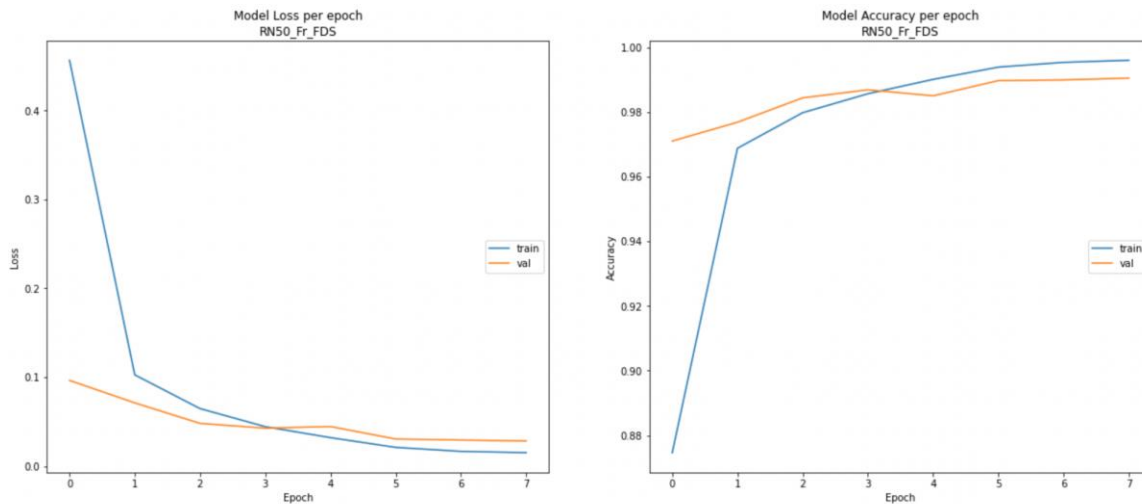 Model Loss per epoch
RN50_Fr_FDS
0.4
0.3
0.2
0.1
0.0
Loss
train
val
0 1 2 3 4 5 6 7
Epoch
Model Accuracy per epoch
RN50_Fr_FDS
1.00
0.98
0.96
0.94
0.92
0.90
0.88
Accuracy
train
val
0 1 2 3 4 5 6 7
Epoch